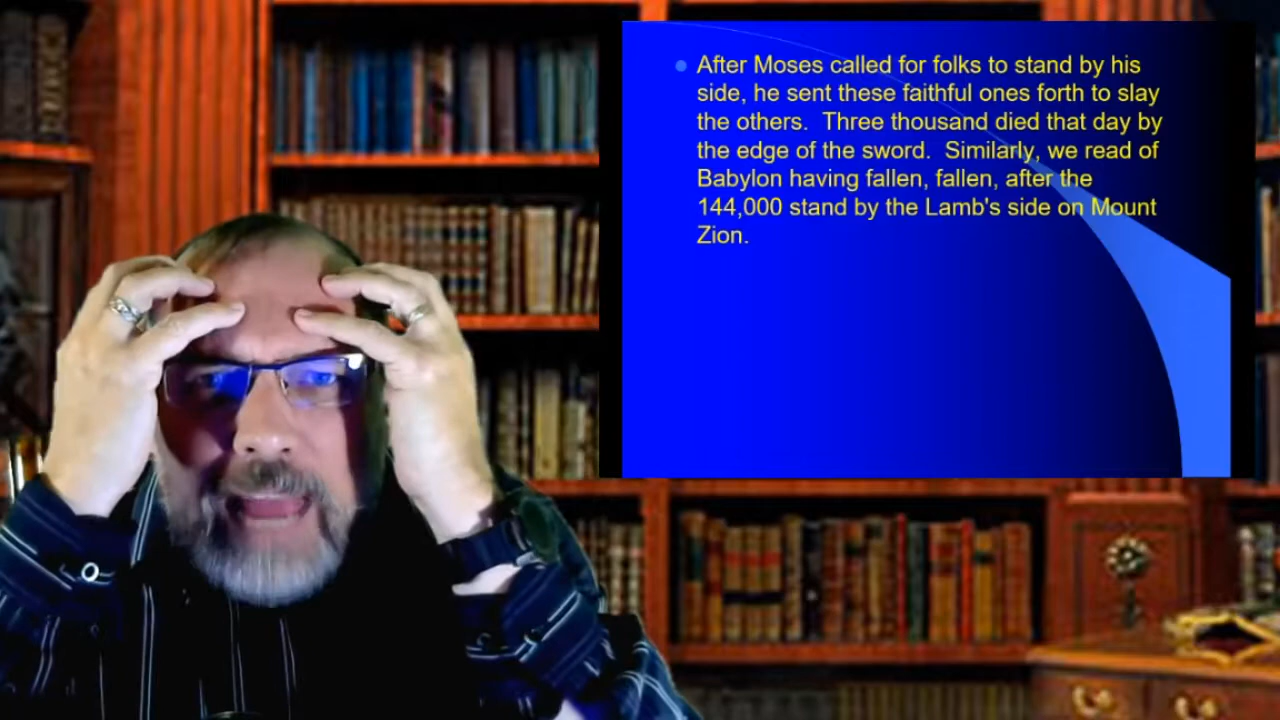 After Moses called for folks to stand by his
side, he sent these faithful ones forth to slay
the others.  Three thousand died that day by
the edge of the sword.  Similarly, we read of
Babylon having fallen, fallen, after the
144,000 stand by the Lamb's side on Mount
Zion.